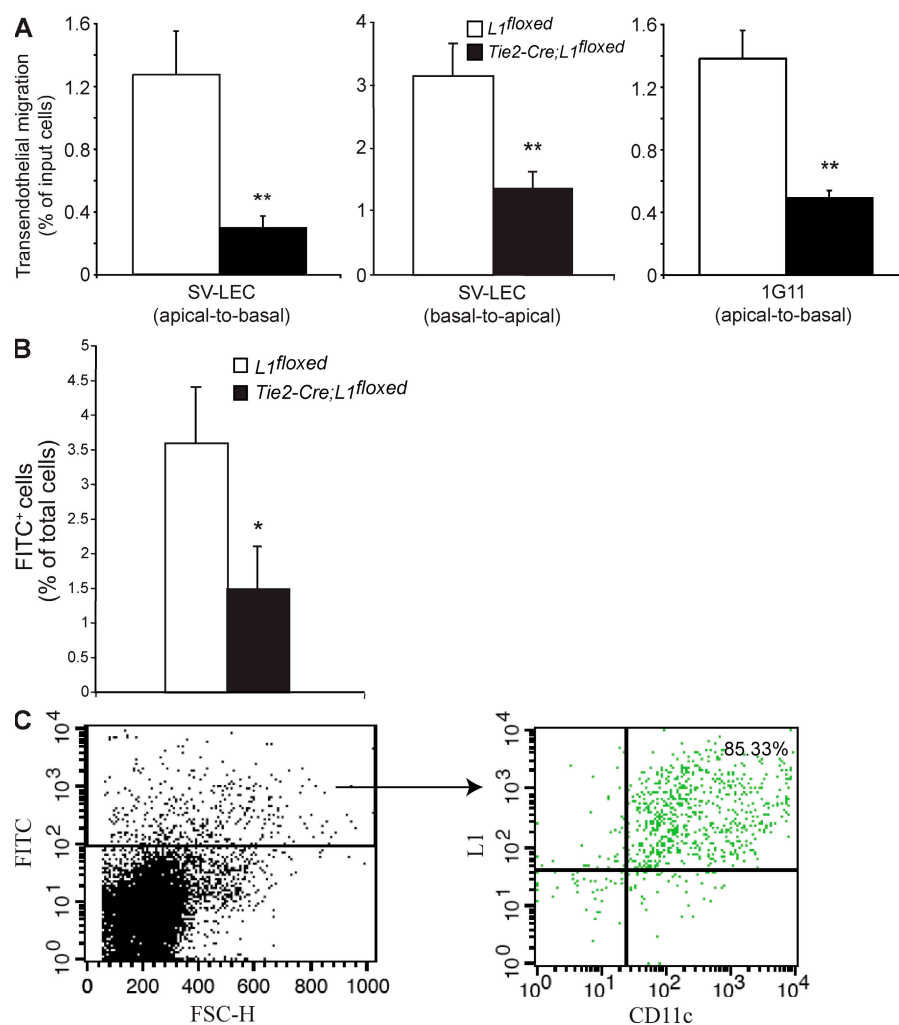 A
Transendothelial migration
(% of input cells)
1.6
1.2
0.8
0.4
0
**
SV-LEC
(apical-to-basal)
4
3
2
1
0
L1floxed
Tie2-Cre;L1floxed
**
SV-LEC
(basal-to-apical)
1.6
1.2
0.8
0.4
0
**
1G11
(apical-to-basal)
B
FITC+ cells
(% of total cells)
5
4.5
4
3.5
3
2.5
2
1.5
1
0.5
0
L1floxed
Tie2-Cre;L1floxed
*
C
FITC
10^4
10^3
10^2
10^1
10^0
0 200 400 600 800 1000
FSC-H
L1
10^4
10^3
10^2
10^1
10^0
85.33%
10^0 10^1 10^2 10^3 10^4
CD11c